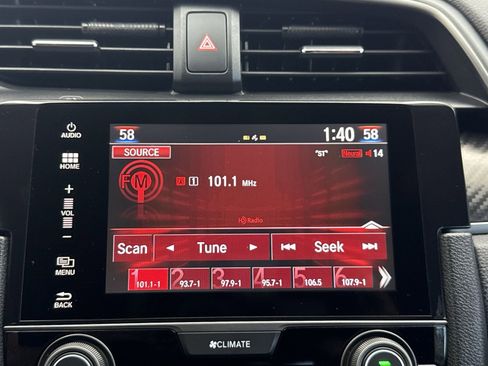 AUDIO
HOME
+
VOL
−
MENU
BACK
58 1:40 58
SOURCE "ST" Neural 14
FM 1 101.1 MHz
HD Radio
Scan ◄ Tune ► |◄◄ Seek ►►|
1 2 3 4 5 6
101.1-1 93.7-1 97.9-1 95.7-1 106.5 107.9-1
CLIMATE